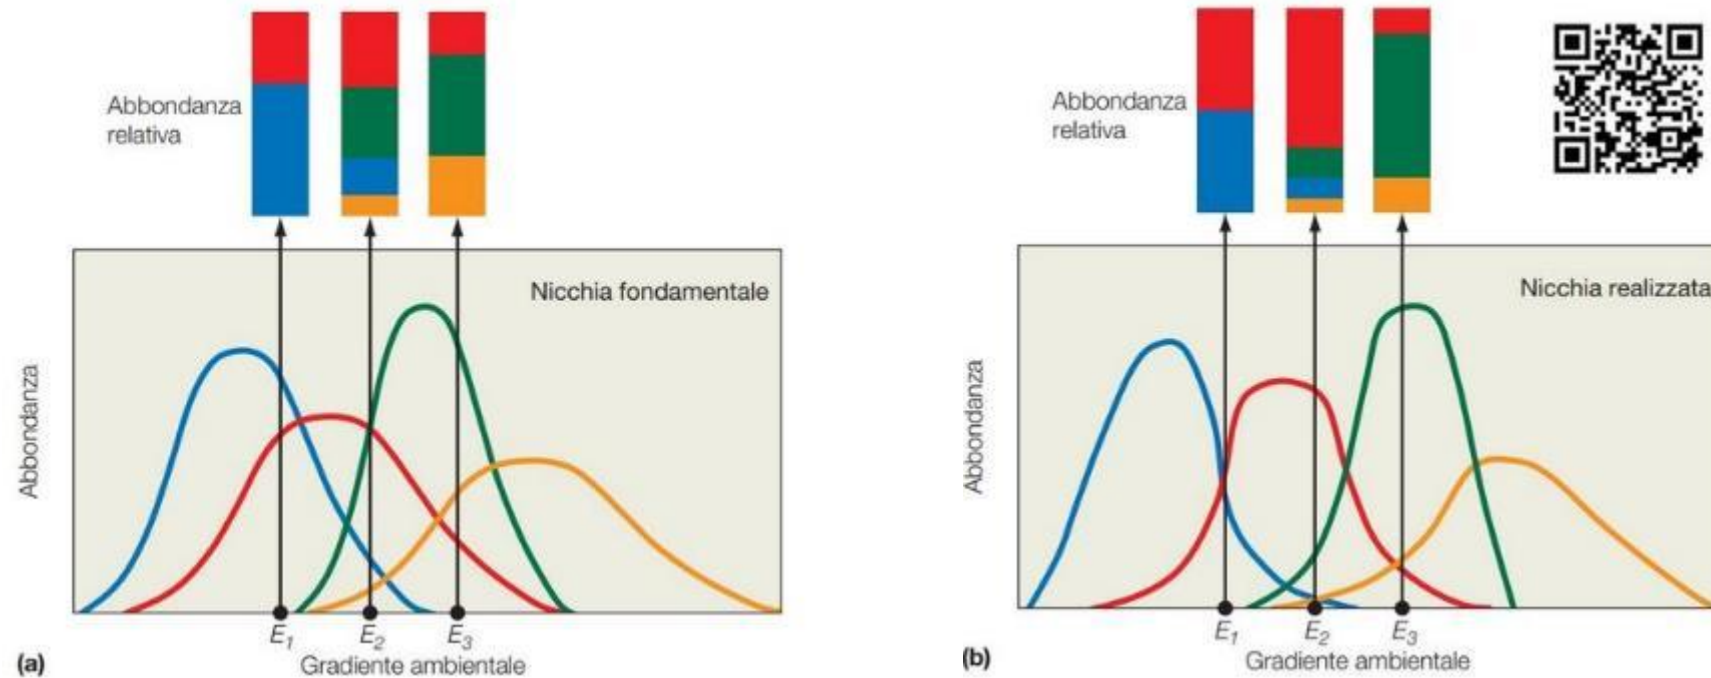 Abbondanza
relativa
Nicchia fondamentale
Abbondanza
E1
E2
E3
Gradiente ambientale
(a)
Abbondanza
relativa
Nicchia realizzata
Abbondanza
E1
E2
E3
Gradiente ambientale
(b)